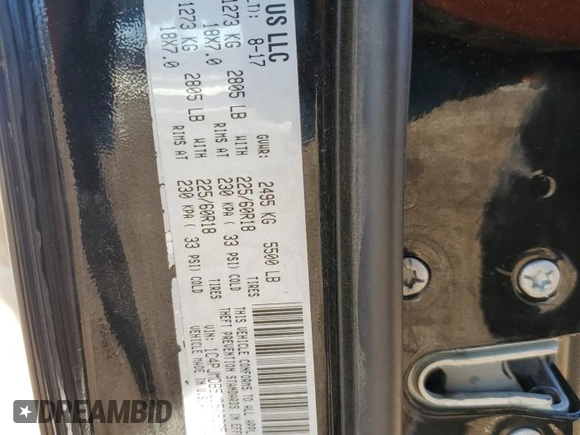 US LLC
8-17
GVWR: 2495 KG 5500 LB
1273 KG 2805 LB WITH 225/60R18 TIRES
18X7.0 RIMS AT 230 KPA ( 33 PSI) COLD
1273 KG 2805 LB WITH 225/60R18 TIRES
18X7.0 RIMS AT 230 KPA ( 33 PSI) COLD
THIS VEHICLE CONFORMS TO ALL
THEFT PREVENTION STANDARDS IN
VIN: 1C4PJMDB5
VEHICLE MADE IN
DREAMBID